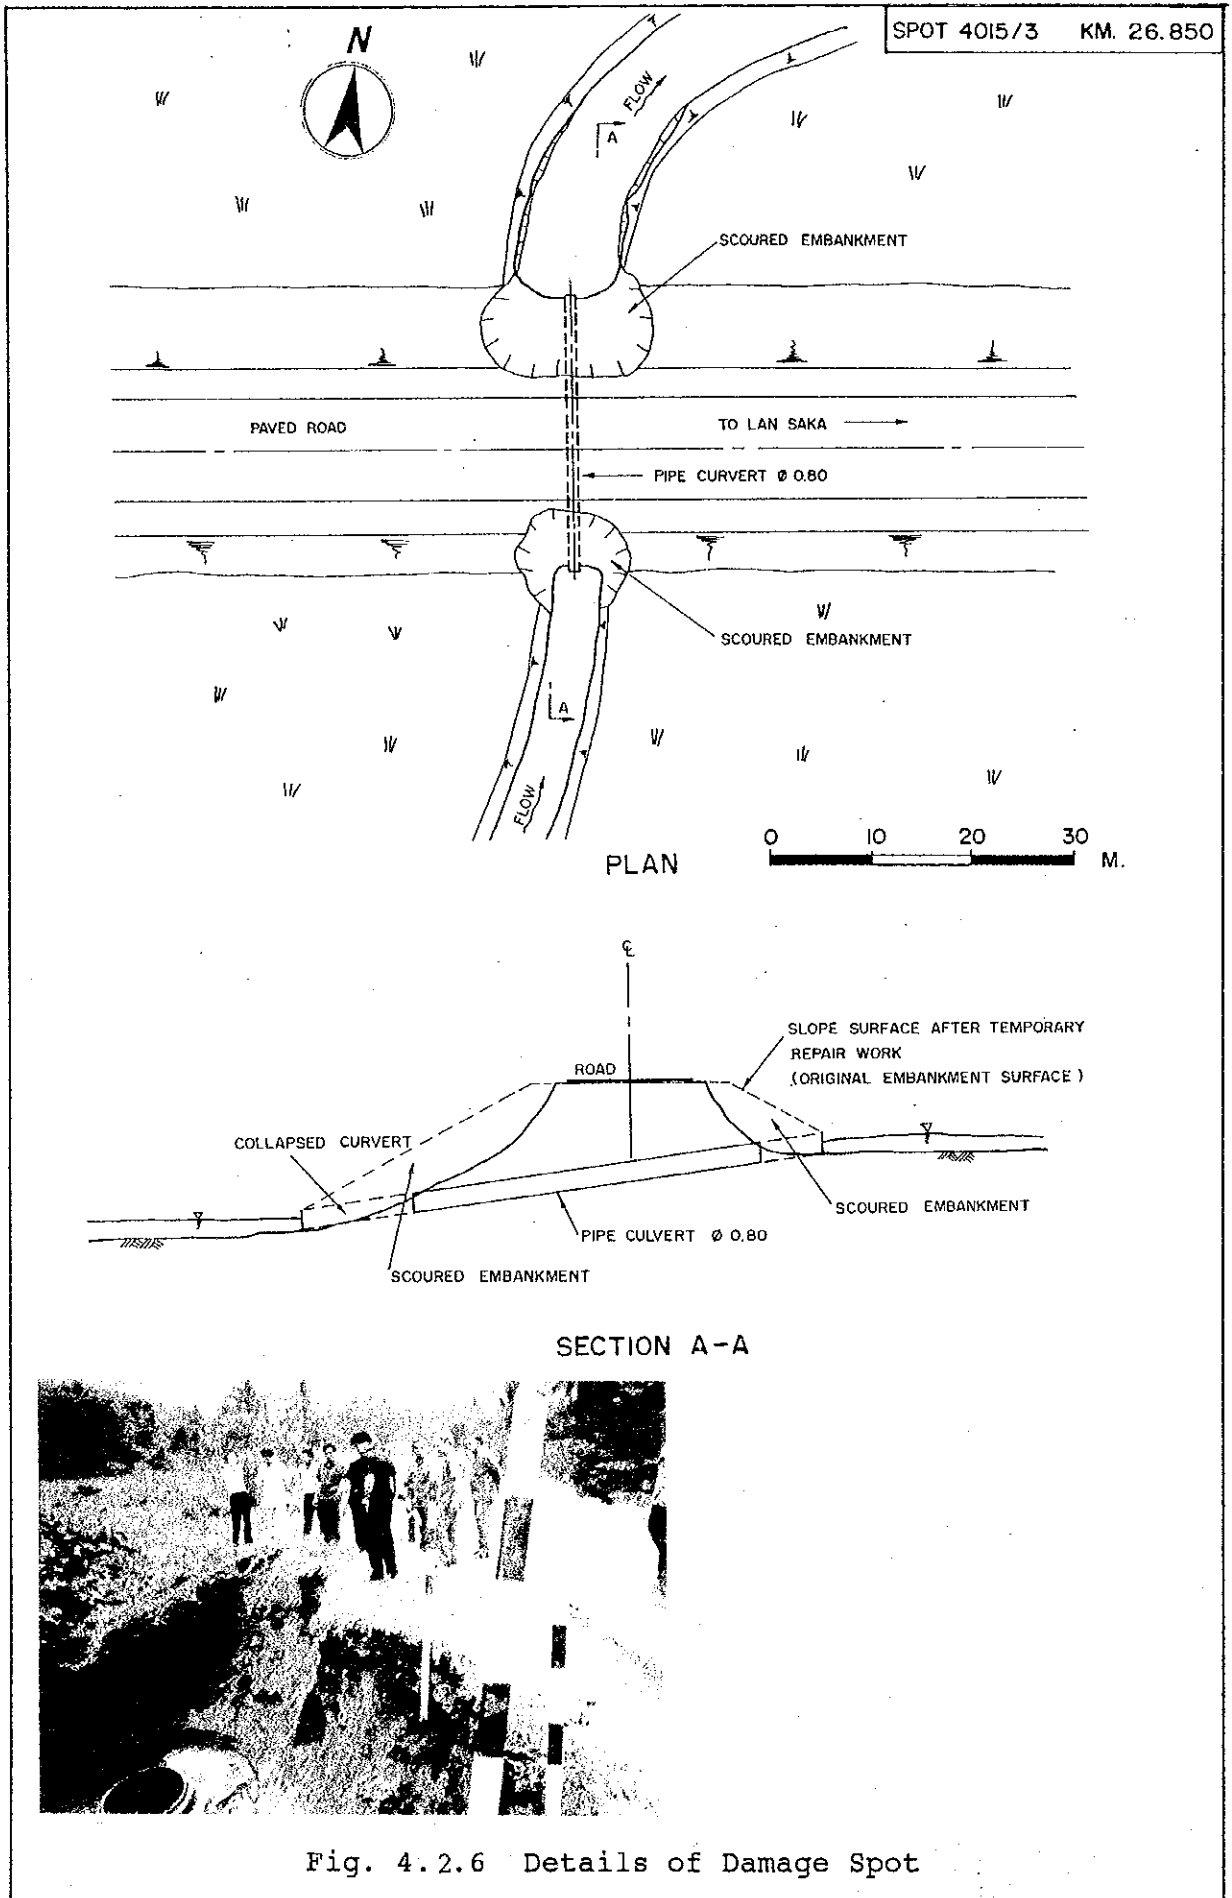 SPOT 4015/3 KM. 26.850
N
FLOW
A
SCOURED EMBANKMENT
PAVED ROAD
TO LAN SAKA
PIPE CURVERT Ø 0.80
SCOURED EMBANKMENT
A
FLOW
PLAN
0 10 20 30 M.
℄
SLOPE SURFACE AFTER TEMPORARY
REPAIR WORK
(ORIGINAL EMBANKMENT SURFACE)
ROAD
COLLAPSED CURVERT
SCOURED EMBANKMENT
PIPE CULVERT Ø 0.80
SCOURED EMBANKMENT
SECTION A-A
Fig. 4.2.6 Details of Damage Spot